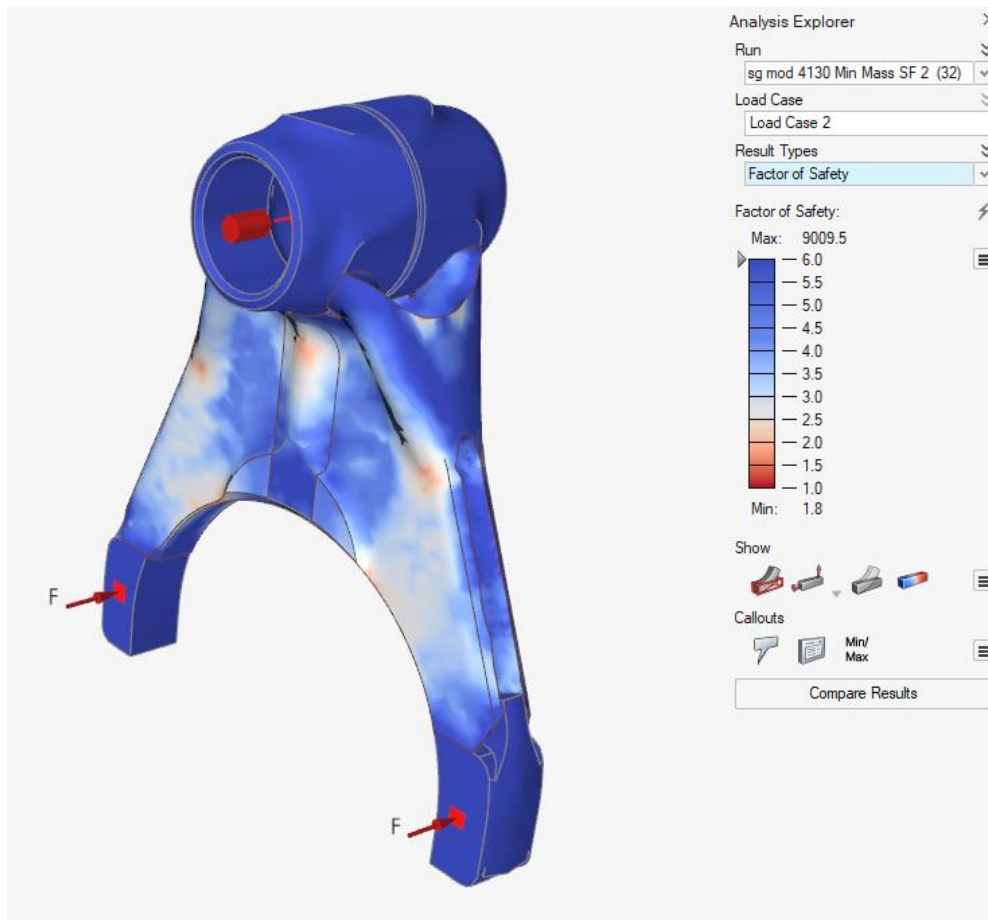 Analysis Explorer
Run
sg mod 4130 Min Mass SF 2 (32)
Load Case
Load Case 2
Result Types
Factor of Safety
Factor of Safety:
Max: 9009.5
6.0
5.5
5.0
4.5
4.0
3.5
3.0
2.5
2.0
1.5
1.0
Min: 1.8
Show
Callouts
Min/
Max
Compare Results
F
F